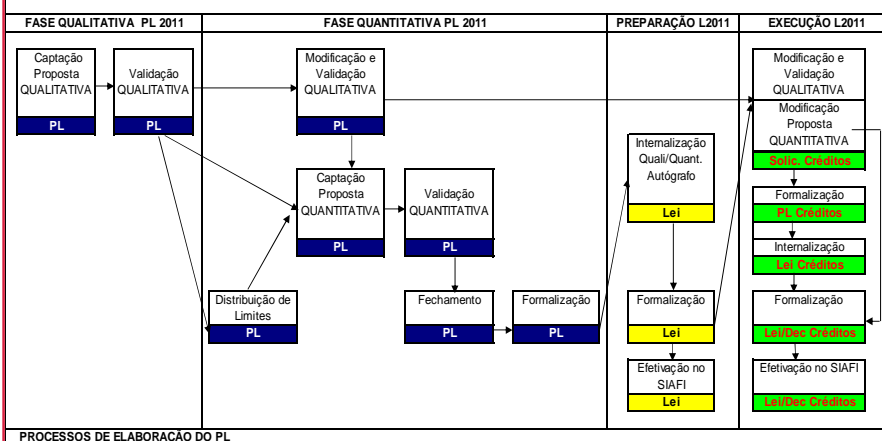 FASE QUALITATIVA PL 2011
FASE QUANTITATIVA PL 2011
PREPARAÇÃO L2011
EXECUÇÃO L2011
Captação
Proposta
QUALITATIVA
PL
Validação
QUALITATIVA
PL
Modificação e
Validação
QUALITATIVA
PL
Captação
Proposta
QUANTITATIVA
PL
Validação
QUANTITATIVA
PL
Distribuição de
Limites
PL
Fechamento
PL
Formalização
PL
Internalização
Quali/Quant.
Autógrafo
Lei
Formalização
Lei
Efetivação no
SIAFI
Lei
Modificação e
Validação
QUALITATIVA
Modificação
Proposta
QUANTITATIVA
Solic. Créditos
Formalização
PL Créditos
Internalização
Lei Créditos
Formalização
Lei/Dec Créditos
Efetivação no SIAFI
Lei/Dec Créditos
PROCESSOS DE ELABORAÇÃO DO PL